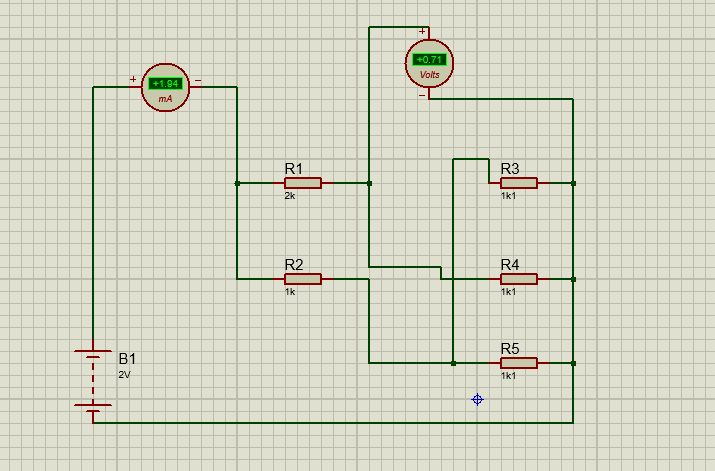 +
+0.71
Volts
−
+
+1.94
mA
−
R1
2k
R3
1k1
R2
1k
R4
1k1
B1
2V
R5
1k1